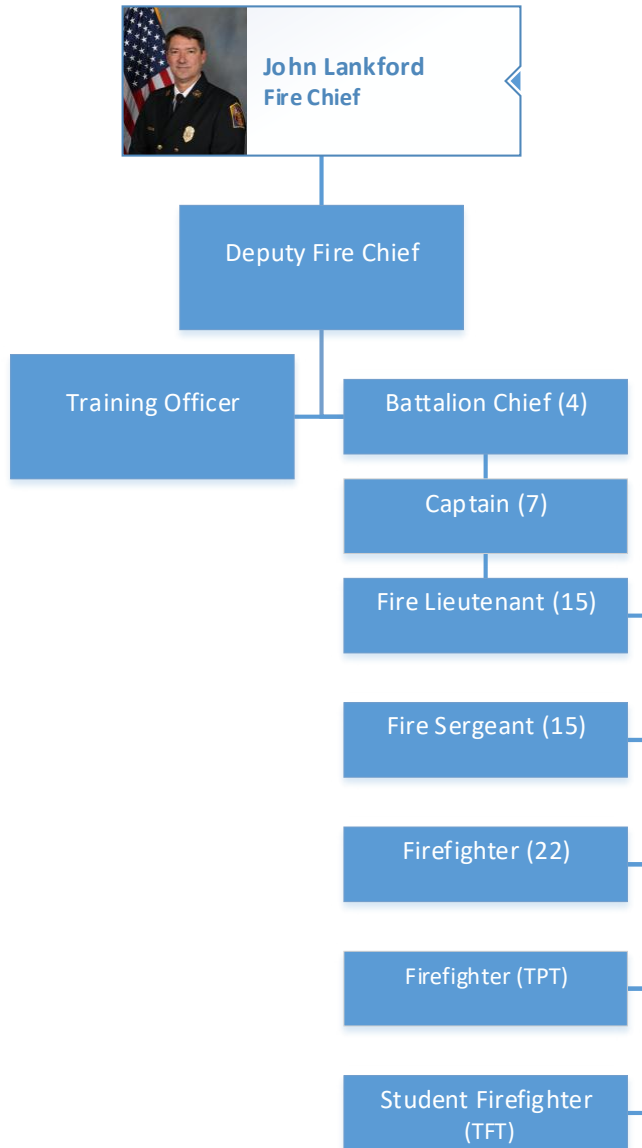 John Lankford
Fire Chief
Deputy Fire Chief
Training Officer
Battalion Chief (4)
Captain (7)
Fire Lieutenant (15)
Fire Sergeant (15)
Firefighter (22)
Firefighter (TPT)
Student Firefighter
(TFT)